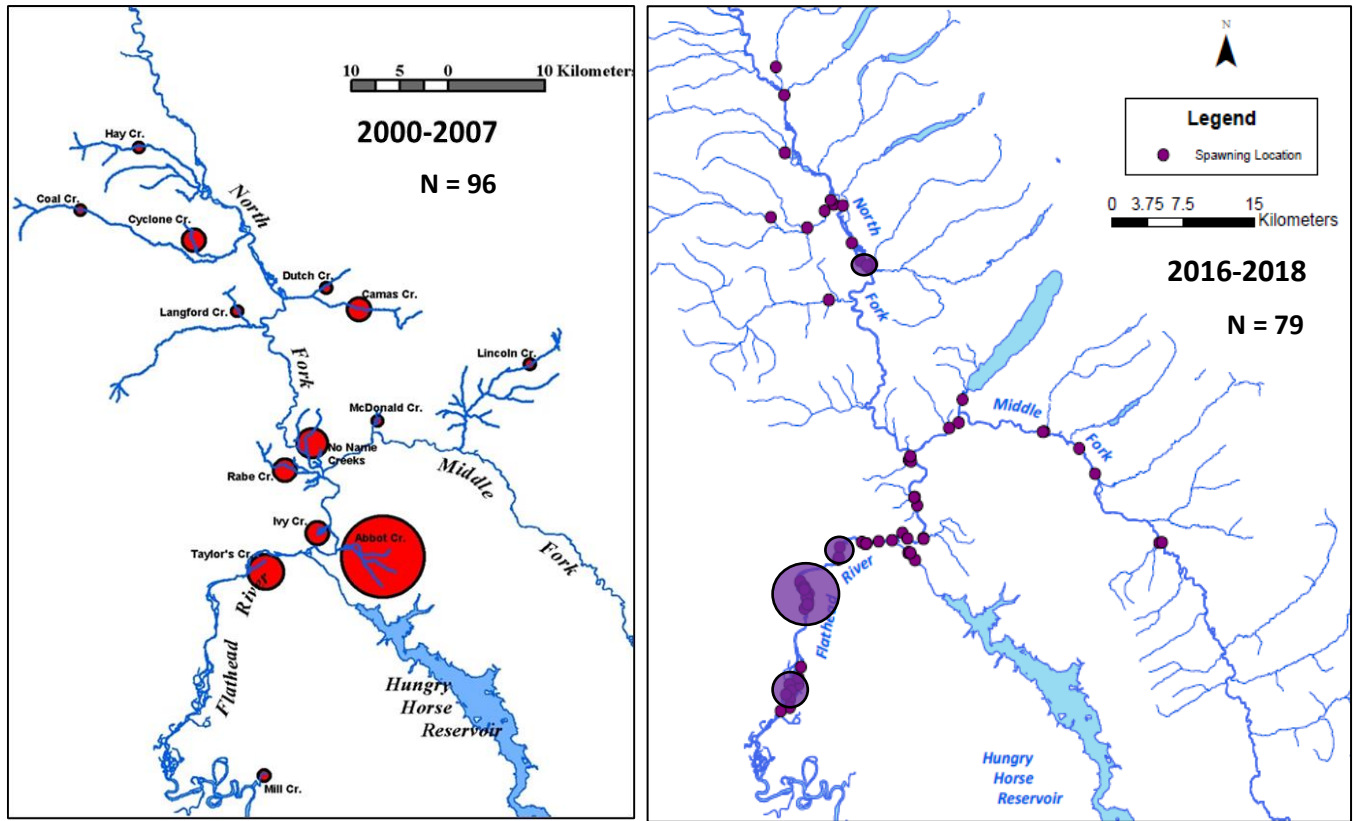 10 5 0 10 Kilometers
2000-2007
N = 96
Hay Cr.
Coal Cr.
Cyclone Cr.
North
Dutch Cr.
Camas Cr.
Langford Cr.
Fork
Lincoln Cr.
McDonald Cr.
No Name
Creeks
Rabe Cr.
Middle
Fork
Ivy Cr.
Abbot Cr.
Taylor's Cr.
River
Flathead
Hungry
Horse
Reservoir
Mill Cr.
N
Legend
Spawning Location
0 3.75 7.5 15
Kilometers
2016-2018
N = 79
North
Fork
Middle
Fork
River
Flathead
Hungry
Horse
Reservoir